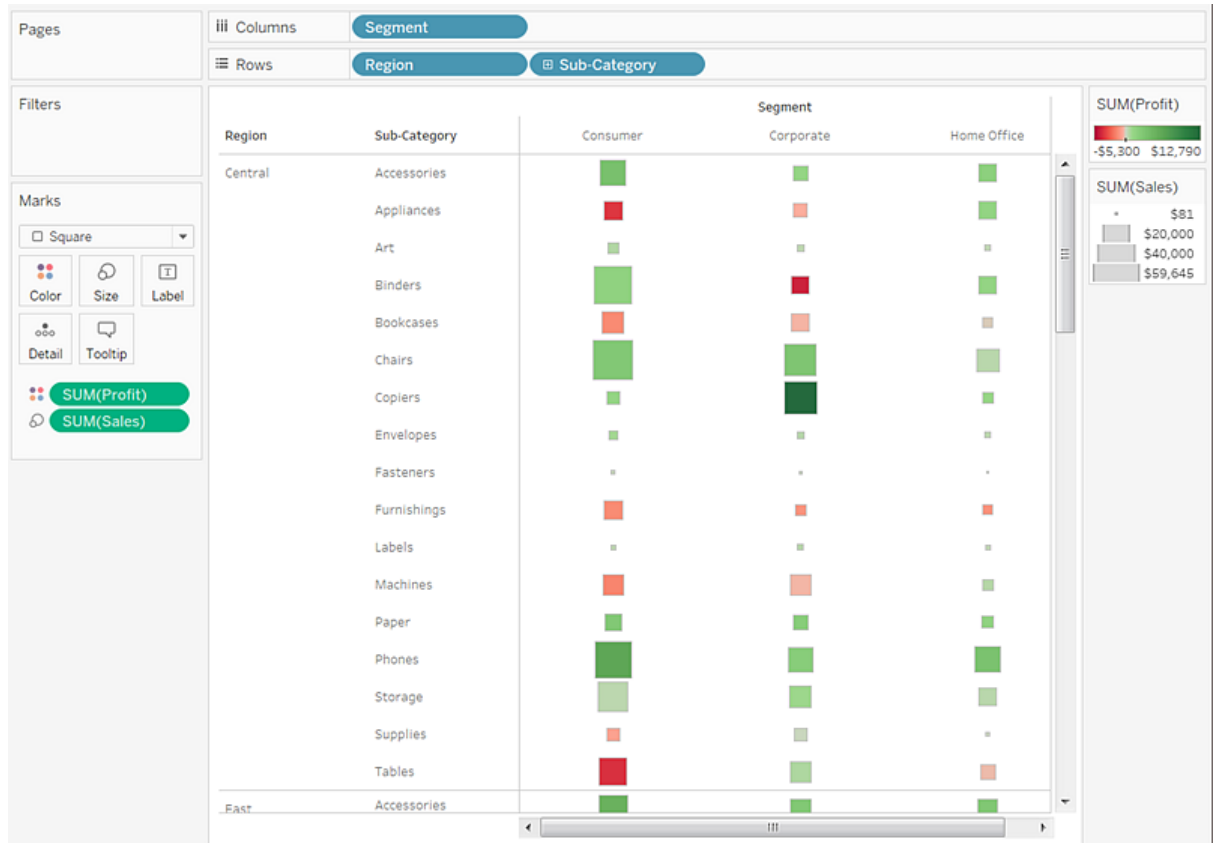 Pages
Columns
Segment
Rows
Region
Sub-Category
Filters
Marks
Square
Color
Size
Label
Detail
Tooltip
SUM(Profit)
SUM(Sales)
Segment
Region Sub-Category Consumer Corporate Home Office
Central Accessories
Appliances
Art
Binders
Bookcases
Chairs
Copiers
Envelopes
Fasteners
Furnishings
Labels
Machines
Paper
Phones
Storage
Supplies
Tables
East Accessories
SUM(Profit)
-$5,300 $12,790
SUM(Sales)
$81
$20,000
$40,000
$59,645